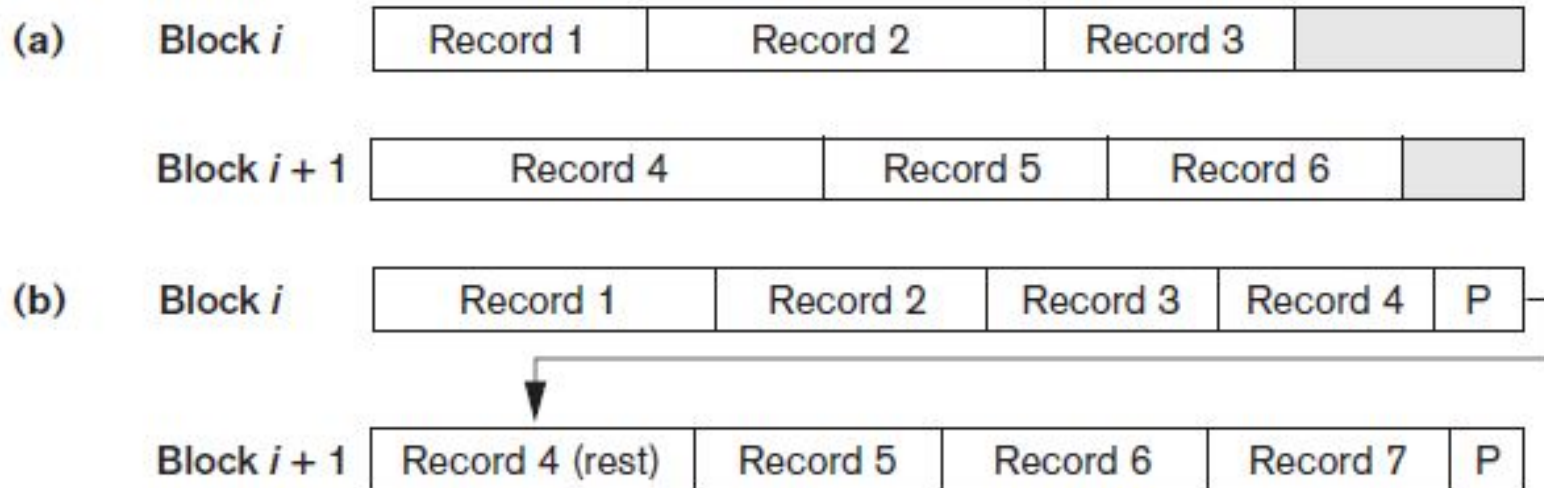 (a) Block i Record 1 Record 2 Record 3
Block i + 1 Record 4 Record 5 Record 6
(b) Block i Record 1 Record 2 Record 3 Record 4 P
Block i + 1 Record 4 (rest) Record 5 Record 6 Record 7 P